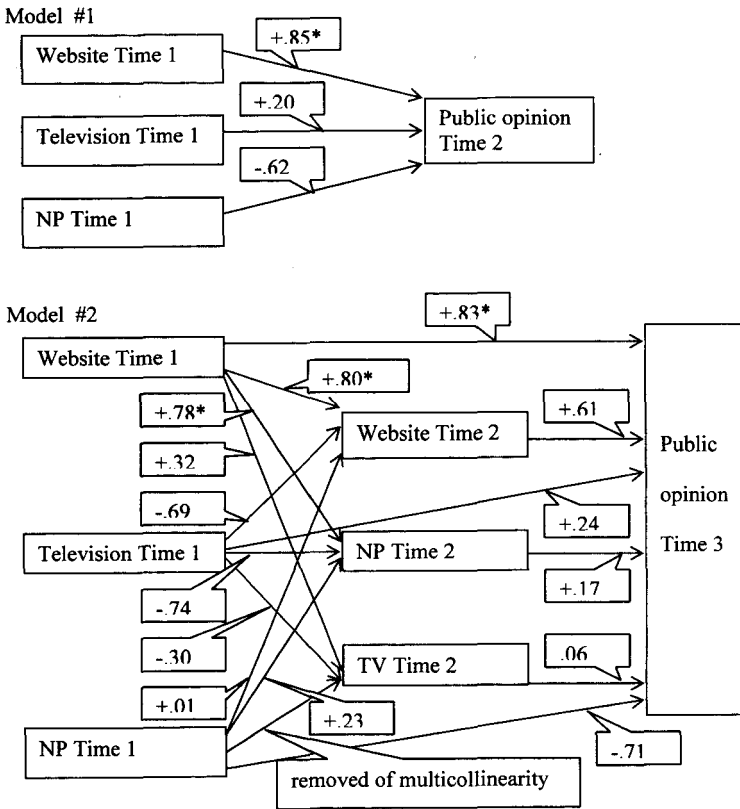 Model #1
Website Time 1
+.85*
+.20
Public opinion
Time 2
Television Time 1
-.62
NP Time 1
Model #2
+.83*
Website Time 1
+.80*
+.78*
+.61
Website Time 2
+.32
Public
opinion
Time 3
-.69
+.24
Television Time 1
NP Time 2
+.17
-.74
-.30
TV Time 2
.06
+.01
+.23
NP Time 1
-.71
removed of multicollinearity